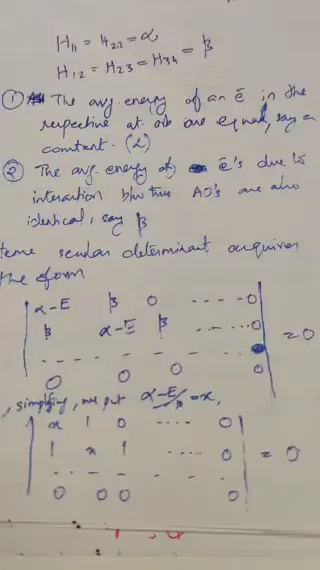 H₁₁ = H₂₂ = α
H₁₂ = H₂₃ = H₃₄ = β
① The avg. energy of an ē in the
respective at. orb are equal, say a
constant. (α)
② The avg. energy of ē's due to
interaction b/w two AO's are also
identical, say β
secular determinant acquires
the form
| α-E β 0 ---- 0 |
| β α-E β ---- 0 | = 0
| - - - - - - - |
| 0 0 0 0 |
, simplifying, we put α-E/β = x,
| x 1 0 ···· 0 |
| 1 x 1 ···· 0 | = 0
| - - - - - |
| 0 0 0 0 |